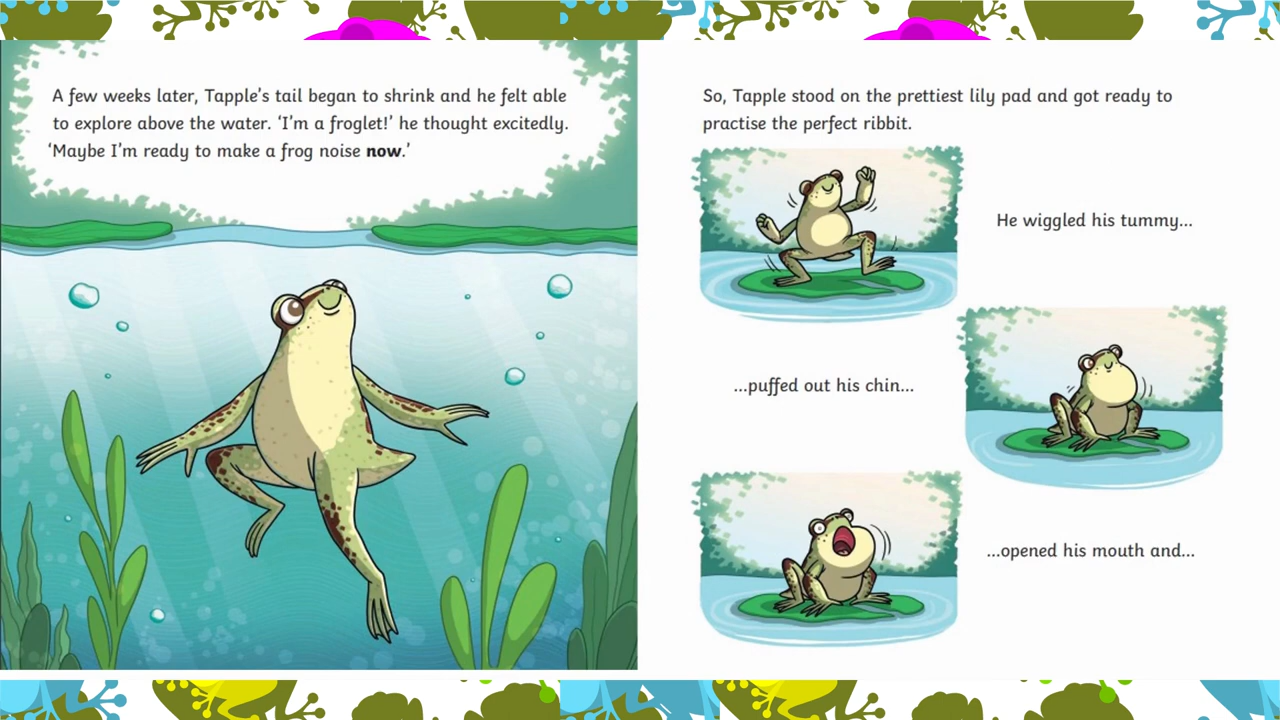 A few weeks later, Tapple's tail began to shrink and he felt able
to explore above the water. ‘I'm a froglet!’ he thought excitedly.
‘Maybe I'm ready to make a frog noise now.’
So, Tapple stood on the prettiest lily pad and got ready to
practise the perfect ribbit.
He wiggled his tummy...
...puffed out his chin...
...opened his mouth and...